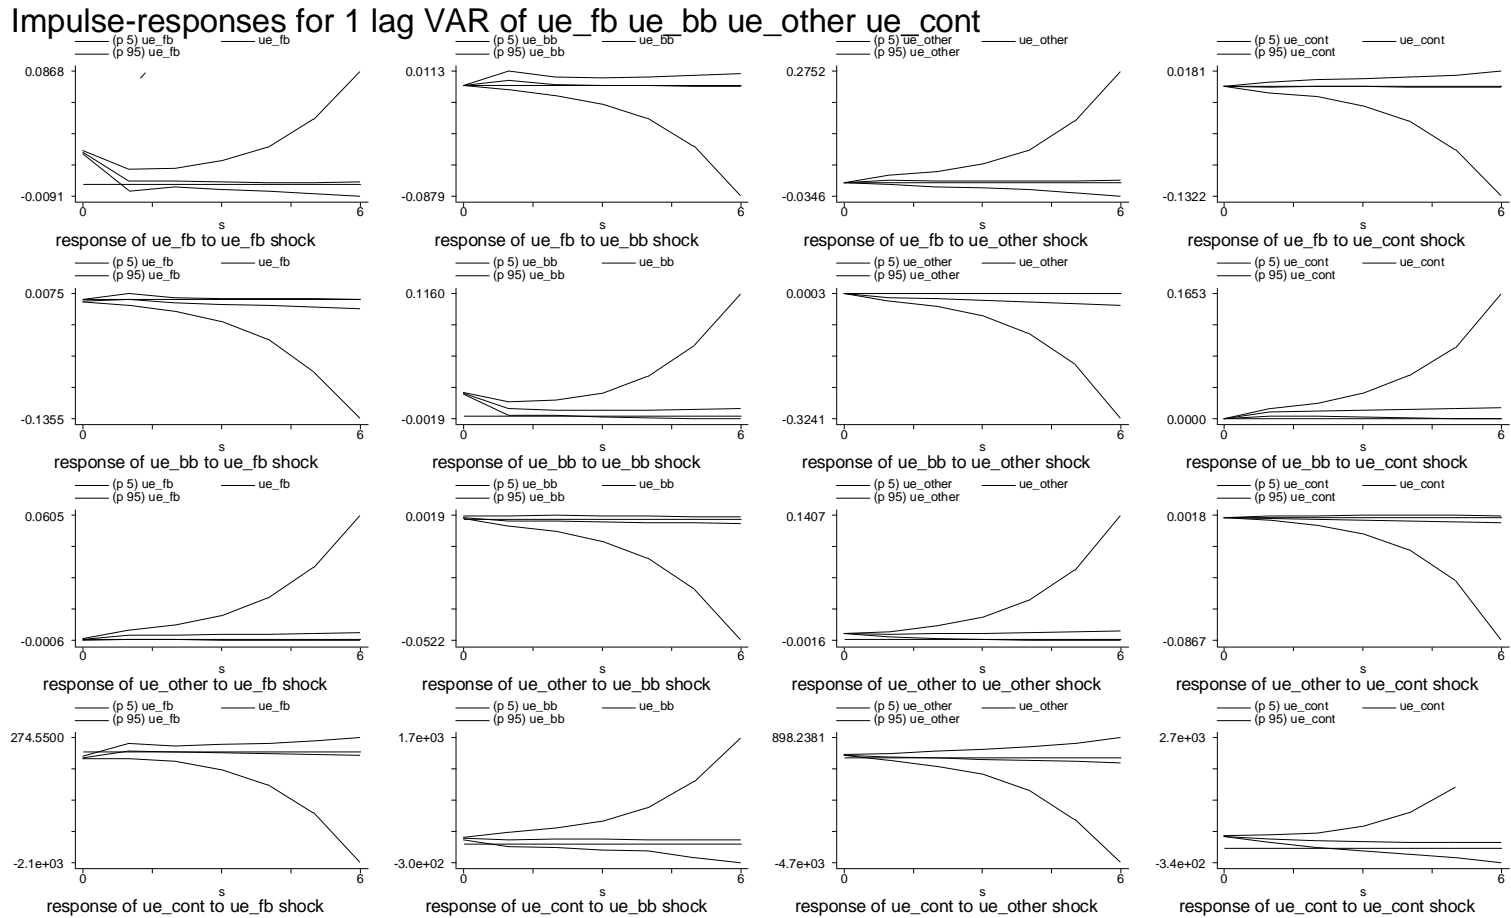 Impulse-responses for 1 lag VAR of ue_fb ue_bb ue_other ue_cont
(p 5) ue_fb ue_fb
(p 95) ue_fb
0.0868
-0.0091
0 6
s
response of ue_fb to ue_fb shock
(p 5) ue_bb ue_bb
(p 95) ue_bb
0.0113
-0.0879
0 6
s
response of ue_fb to ue_bb shock
(p 5) ue_other ue_other
(p 95) ue_other
0.2752
-0.0346
0 6
s
response of ue_fb to ue_other shock
(p 5) ue_cont ue_cont
(p 95) ue_cont
0.0181
-0.1322
0 6
s
response of ue_fb to ue_cont shock
(p 5) ue_fb ue_fb
(p 95) ue_fb
0.0075
-0.1355
0 6
s
response of ue_bb to ue_fb shock
(p 5) ue_bb ue_bb
(p 95) ue_bb
0.1160
-0.0019
0 6
s
response of ue_bb to ue_bb shock
(p 5) ue_other ue_other
(p 95) ue_other
0.0003
-0.3241
0 6
s
response of ue_bb to ue_other shock
(p 5) ue_cont ue_cont
(p 95) ue_cont
0.1653
0.0000
0 6
s
response of ue_bb to ue_cont shock
(p 5) ue_fb ue_fb
(p 95) ue_fb
0.0605
-0.0006
0 6
s
response of ue_other to ue_fb shock
(p 5) ue_bb ue_bb
(p 95) ue_bb
0.0019
-0.0522
0 6
s
response of ue_other to ue_bb shock
(p 5) ue_other ue_other
(p 95) ue_other
0.1407
-0.0016
0 6
s
response of ue_other to ue_other shock
(p 5) ue_cont ue_cont
(p 95) ue_cont
0.0018
-0.0867
0 6
s
response of ue_other to ue_cont shock
(p 5) ue_fb ue_fb
(p 95) ue_fb
274.5500
-2.1e+03
0 6
s
response of ue_cont to ue_fb shock
(p 5) ue_bb ue_bb
(p 95) ue_bb
1.7e+03
-3.0e+02
0 6
s
response of ue_cont to ue_bb shock
(p 5) ue_other ue_other
(p 95) ue_other
898.2381
-4.7e+03
0 6
s
response of ue_cont to ue_other shock
(p 5) ue_cont ue_cont
(p 95) ue_cont
2.7e+03
-3.4e+02
0 6
s
response of ue_cont to ue_cont shock